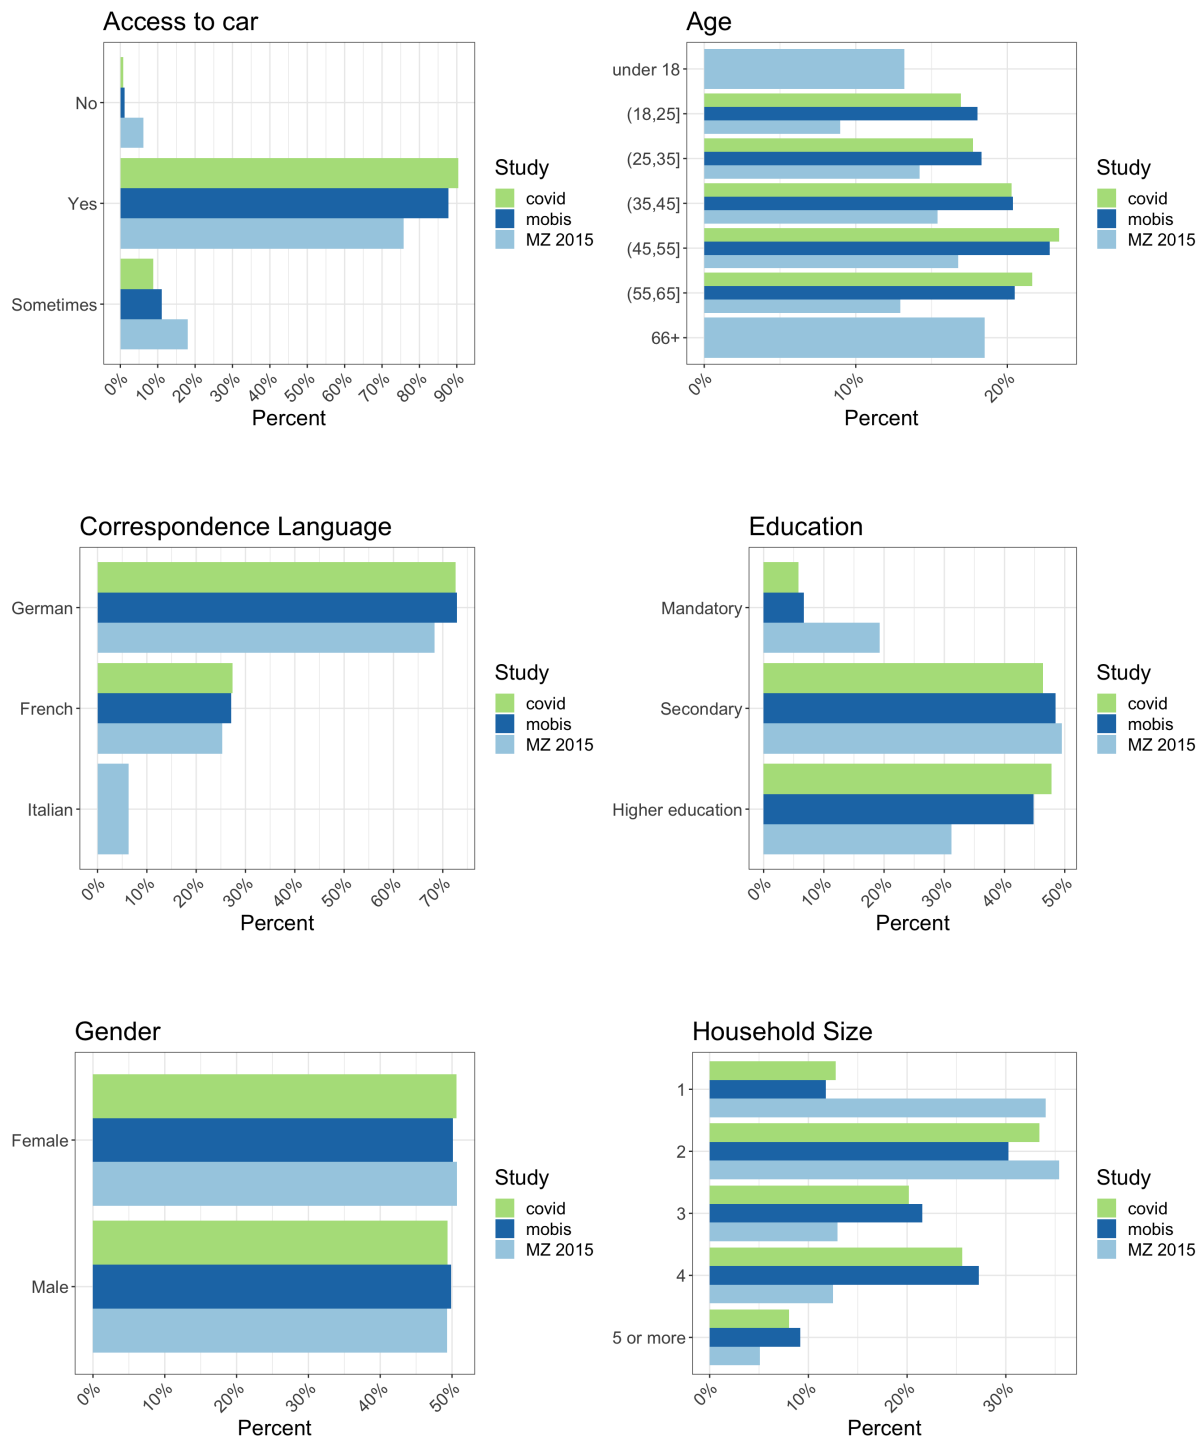 Access to car
No
Yes
Sometimes
0%
10%
20%
30%
40%
50%
60%
70%
80%
90%
Percent
Study
covid
mobis
MZ 2015
Age
under 18
(18,25]
(25,35]
(35,45]
(45,55]
(55,65]
66+
0%
10%
20%
Percent
Study
covid
mobis
MZ 2015
Correspondence Language
German
French
Italian
0%
10%
20%
30%
40%
50%
60%
70%
Percent
Study
covid
mobis
MZ 2015
Education
Mandatory
Secondary
Higher education
0%
10%
20%
30%
40%
50%
Percent
Study
covid
mobis
MZ 2015
Gender
Female
Male
0%
10%
20%
30%
40%
50%
Percent
Study
covid
mobis
MZ 2015
Household Size
1
2
3
4
5 or more
0%
10%
20%
30%
Percent
Study
covid
mobis
MZ 2015